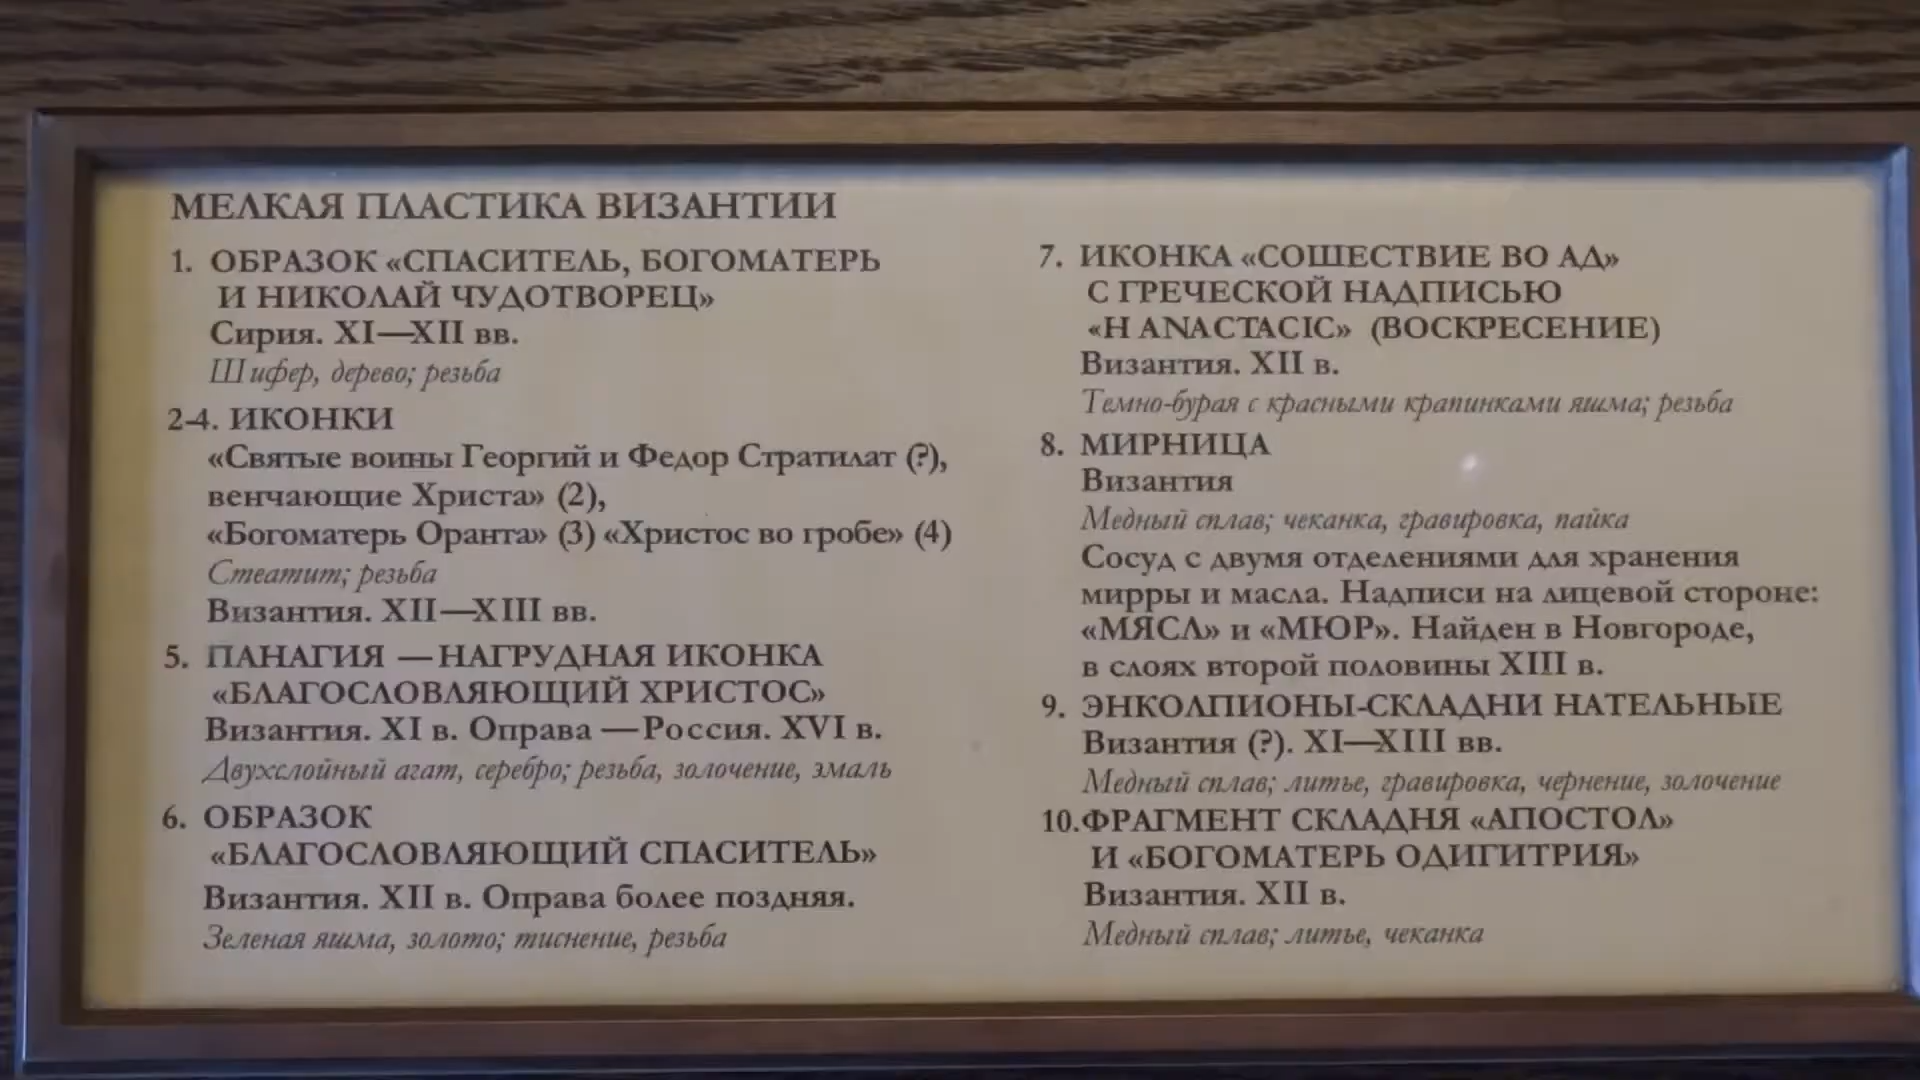 МЕЛКАЯ ПЛАСТИКА ВИЗАНТИИ
1. ОБРАЗОК «СПАСИТЕЛЬ, БОГОМАТЕРЬ
И НИКОЛАЙ ЧУДОТВОРЕЦ»
Сирия. XI—XII вв.
Шифер, дерево; резьба
2-4. ИКОНКИ
«Святые воины Георгий и Федор Стратилат (?),
венчающие Христа» (2),
«Богоматерь Оранта» (3) «Христос во гробе» (4)
Стеатит; резьба
Византия. XII—XIII вв.
5. ПАНАГИЯ — НАГРУДНАЯ ИКОНКА
«БЛАГОСЛОВЛЯЮЩИЙ ХРИСТОС»
Византия. XI в. Оправа — Россия. XVI в.
Двухслойный агат, серебро; резьба, золочение, эмаль
6. ОБРАЗОК
«БЛАГОСЛОВЛЯЮЩИЙ СПАСИТЕЛЬ»
Византия. XII в. Оправа более поздняя.
Зеленая яшма, золото; тиснение, резьба
7. ИКОНКА «СОШЕСТВИЕ ВО АД»
С ГРЕЧЕСКОЙ НАДПИСЬЮ
«Н ANACTACIC» (ВОСКРЕСЕНИЕ)
Византия. XII в.
Темно-бурая с красными крапинками яшма; резьба
8. МИРНИЦА
Византия
Медный сплав; чеканка, гравировка, пайка
Сосуд с двумя отделениями для хранения
мирры и масла. Надписи на лицевой стороне:
«МЯСЛ» и «МЮР». Найден в Новгороде,
в слоях второй половины XIII в.
9. ЭНКОЛПИОНЫ-СКЛАДНИ НАТЕЛЬНЫЕ
Византия (?). XI—XIII вв.
Медный сплав; литье, гравировка, чернение, золочение
10.ФРАГМЕНТ СКЛАДНЯ «АПОСТОЛ»
И «БОГОМАТЕРЬ ОДИГИТРИЯ»
Византия. XII в.
Медный сплав; литье, чеканка